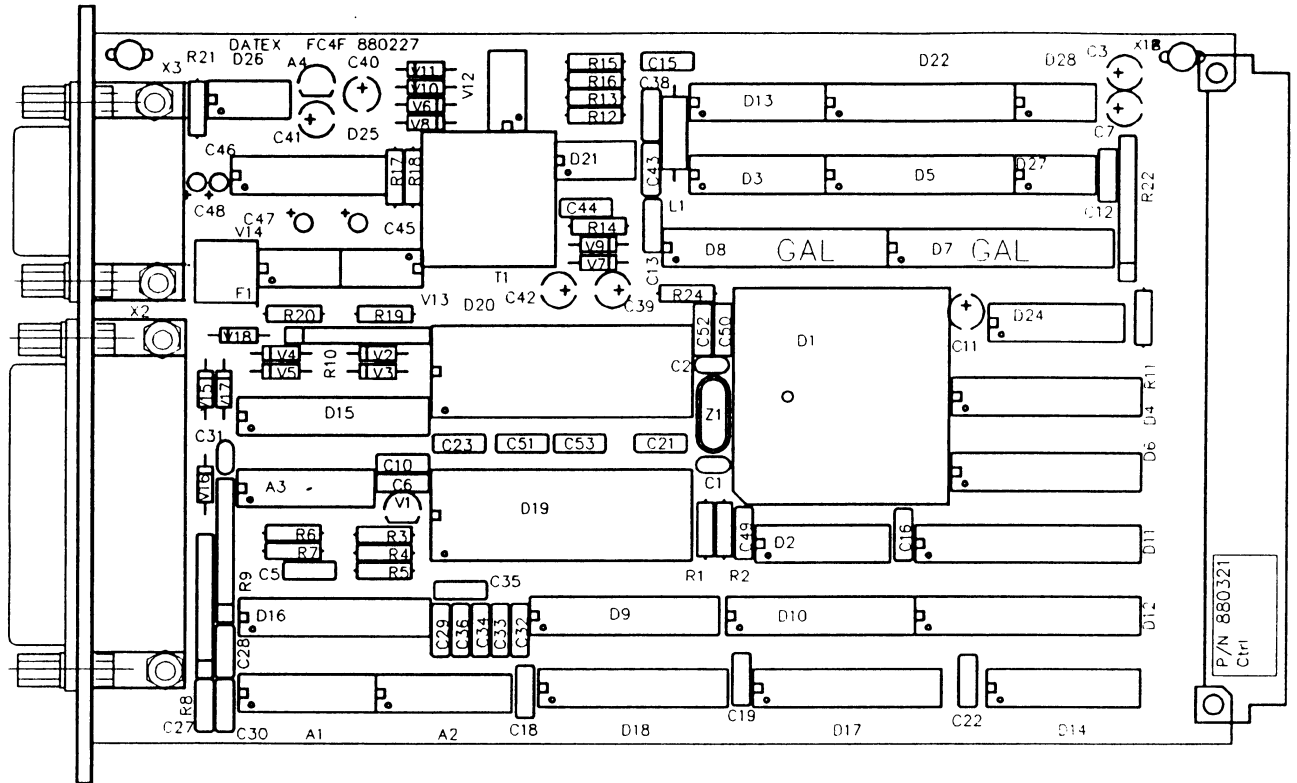 DATEX FC4F 880227
R21
D26
A4
C40
X3
V11
V10
V6
V8
V12
R15
R16
R13
R12
C15
C38
D22
D28
C3
X1B
D13
C41
D25
C7
C46
R17
R18
D21
C43
D3
D5
D27
C12
R22
C48
C47
C45
C44
L1
V14
R14
V9
V7
C13
D8 GAL
D7 GAL
F1
T1
X2
V13
D20
C42
C39
R24
R20
R19
C52
C50
D1
C11
D24
V18
R10
V4
V2
V5
V3
C2
V15
V17
Z1
R11
D4
D15
C31
C23
C51
C53
C21
D6
C10
C6
C1
V16
A3
V1
D19
R6
R3
R7
R4
C5
R5
C49
D2
C16
D11
R1
R2
C35
R9
D16
C29
C36
C34
C33
C32
D9
D10
D12
P/N 880321
Ctrl
C28
R8
C27
C30
A1
A2
C18
D18
C19
D17
C22
D14